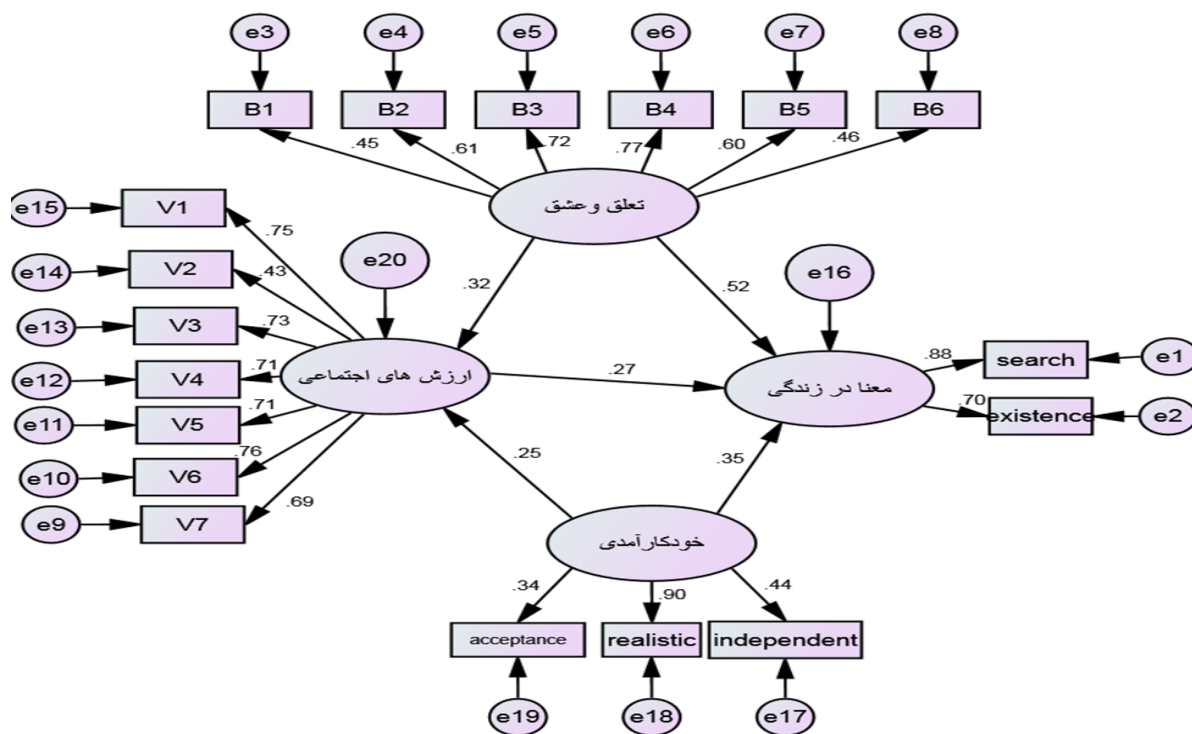 e3
e4
e5
e6
e7
e8
B1
B2
B3
B4
B5
B6
.45
.61
.72
.77
.60
.46
تعلق وعشق
e15
V1
.75
e14
V2
.43
e13
V3
.73
e12
V4
.71
e11
V5
.71
e10
V6
.76
e9
V7
.69
e20
.32
.52
e16
ارزش های اجتماعی
.27
معنا در زندگی
.88
search
e1
.70
existence
e2
.25
.35
خودکارآمدی
.34
.90
.44
acceptance
realistic
independent
e19
e18
e17